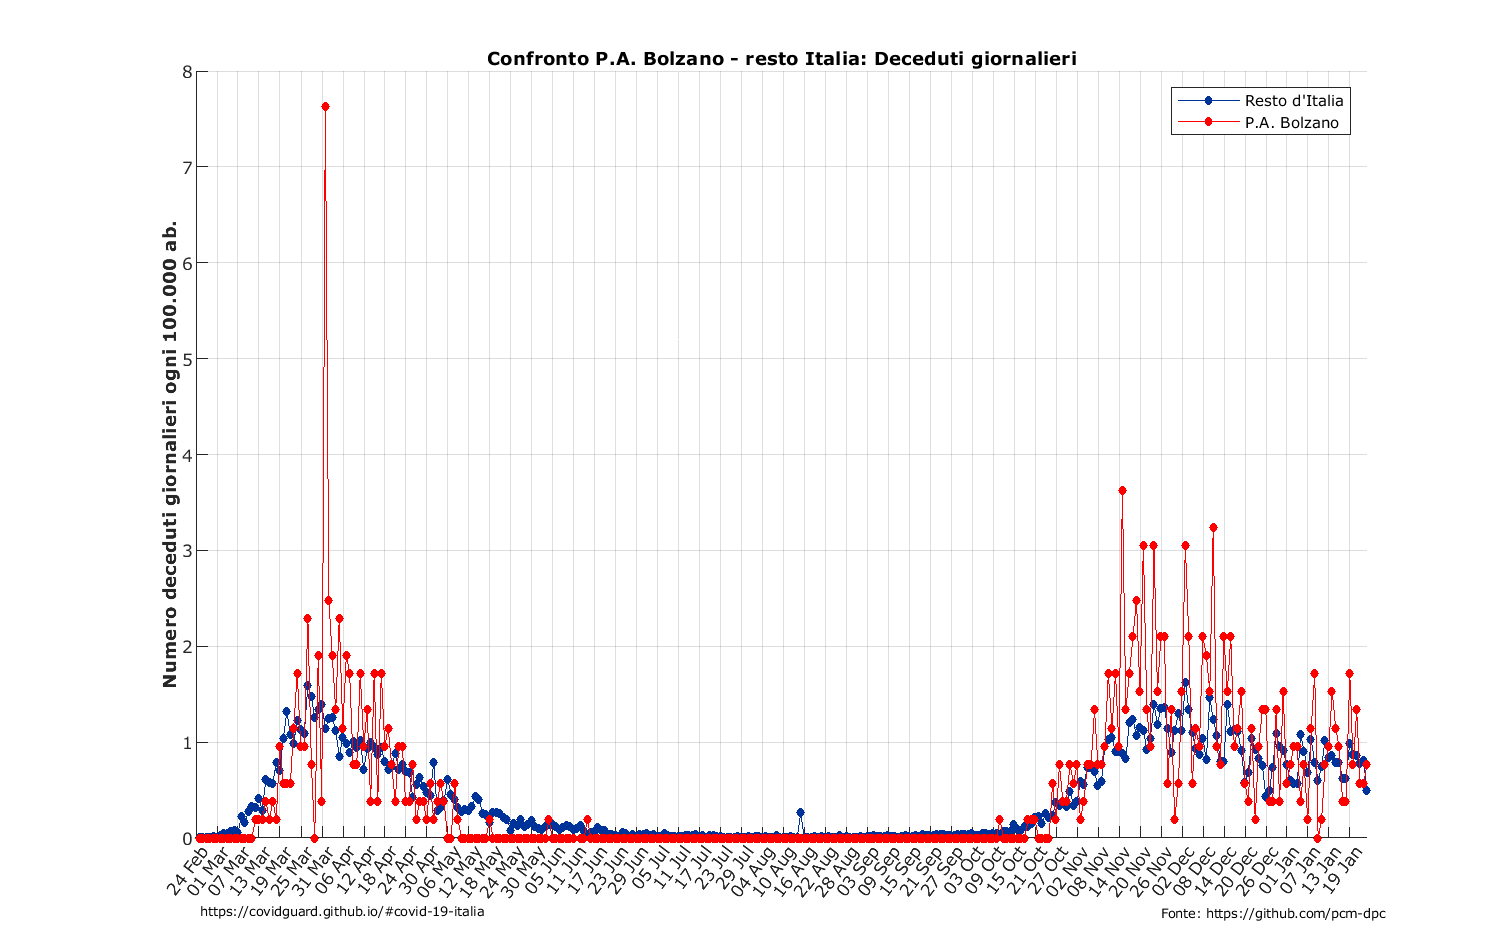 Confronto P.A. Bolzano - resto Italia: Deceduti giornalieri
Resto d'Italia
P.A. Bolzano
Numero deceduti giornalieri ogni 100.000 ab.
8
7
6
5
4
3
2
1
0
24 Feb
01 Mar
07 Mar
13 Mar
19 Mar
25 Mar
31 Mar
06 Apr
12 Apr
18 Apr
24 Apr
30 Apr
06 May
12 May
18 May
24 May
30 May
05 Jun
11 Jun
17 Jun
23 Jun
29 Jun
05 Jul
11 Jul
17 Jul
23 Jul
29 Jul
04 Aug
10 Aug
16 Aug
22 Aug
28 Aug
03 Sep
09 Sep
15 Sep
21 Sep
27 Sep
03 Oct
09 Oct
15 Oct
21 Oct
27 Oct
02 Nov
08 Nov
14 Nov
20 Nov
26 Nov
02 Dec
08 Dec
14 Dec
20 Dec
26 Dec
01 Jan
07 Jan
13 Jan
19 Jan
https://covidguard.github.io/#covid-19-italia
Fonte: https://github.com/pcm-dpc